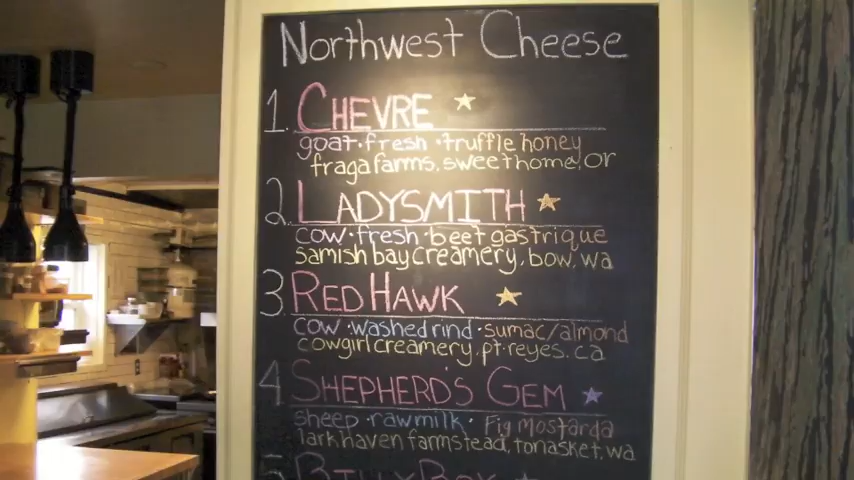 Northwest Cheese
1. CHEVRE
goat · fresh · truffle honey
fraga farms, sweet home, or
2. LADYSMITH
cow · fresh · beet gastrique
samish bay creamery, bow, wa
3. RED HAWK
cow · washed rind · sumac/almond
cowgirl creamery, pt. reyes, ca
4 SHEPHERD'S GEM
sheep · raw milk · Fig Mostarda
larkhaven farmstead, tonasket, wa
5